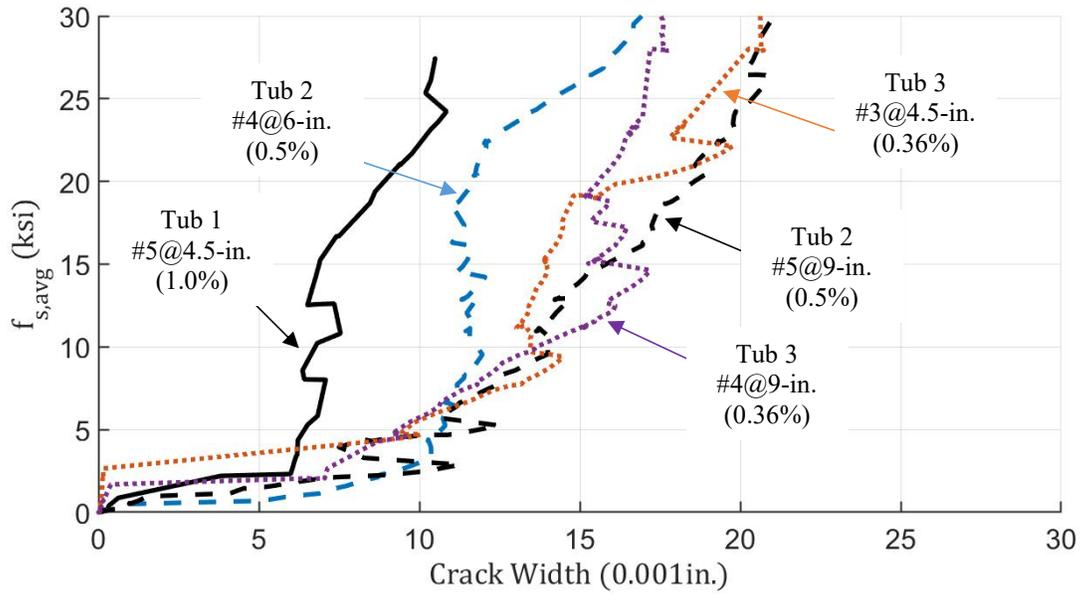 30
25
20
15
10
5
0
f_s,avg (ksi)
Tub 2
#4@6-in.
(0.5%)
Tub 3
#3@4.5-in.
(0.36%)
Tub 1
#5@4.5-in.
(1.0%)
Tub 2
#5@9-in.
(0.5%)
Tub 3
#4@9-in.
(0.36%)
0 5 10 15 20 25 30
Crack Width (0.001in.)